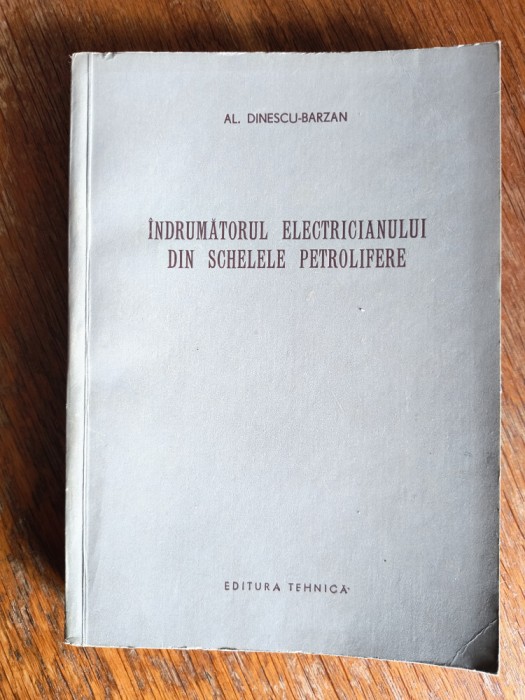 AL. DINESCU-BARZAN
ÎNDRUMĂTORUL ELECTRICIANULUI
DIN SCHELELE PETROLIFERE
EDITURA TEHNICĂ